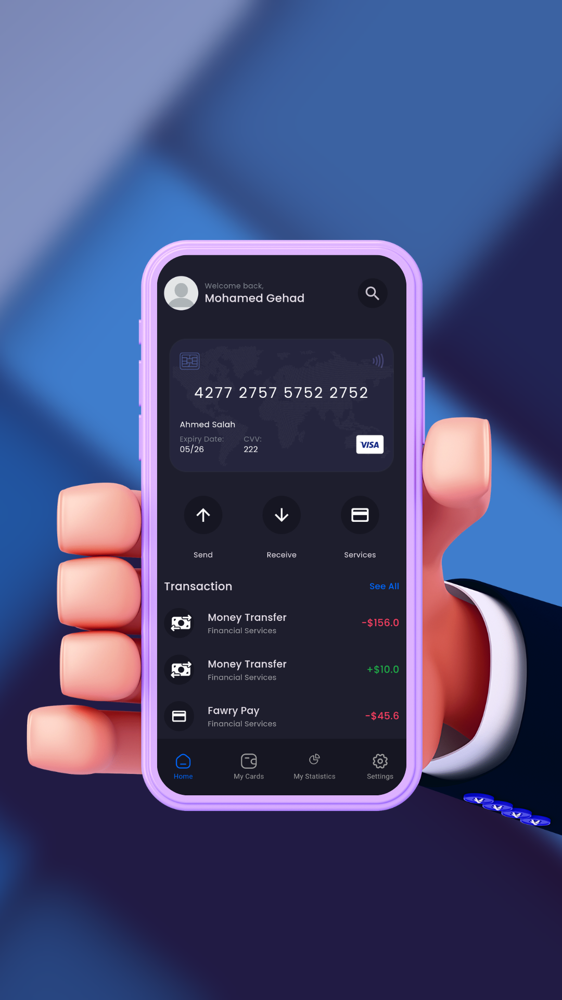 Welcome back,
Mohamed Gehad
4277 2757 5752 2752
Ahmed Salah
Expiry Date: CVV:
05/26 222
VISA
Send Receive Services
Transaction See All
Money Transfer
Financial Services
-$156.0
Money Transfer
Financial Services
+$10.0
Fawry Pay
Financial Services
-$45.6
Home My Cards My Statistics Settings